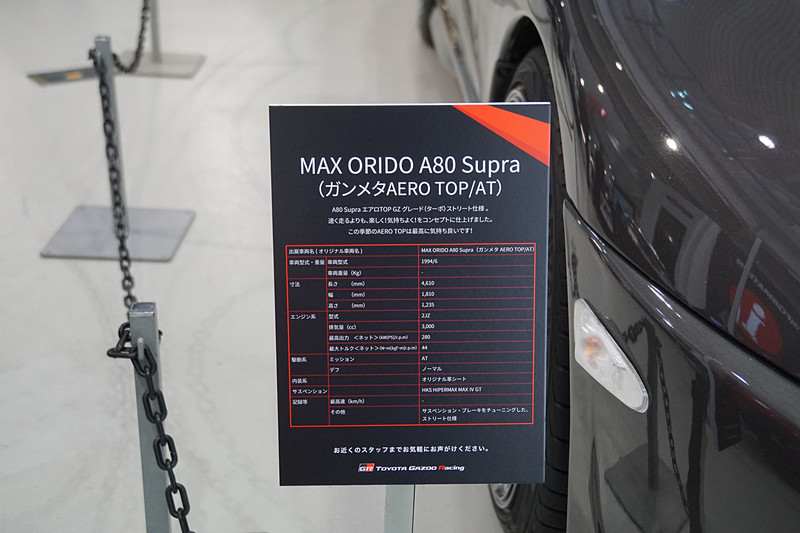 MAX ORIDO A80 Supra
(ガンメタAERO TOP/AT)
A80 Supra エアロTOP GZ グレード(ターボ)ストリート仕様。
速く走るよりも、楽しく!気持ちよく!をコンセプトに仕上げました。
この季節のAERO TOPは最高に気持ち良いです!
出展車両名(オリジナル車両名) MAX ORIDO A80 Supra(ガンメタ AERO TOP/AT)
車両型式・重量 車両型式 1994/6
車両重量(Kg) -
寸法 長さ (mm) 4,610
幅 (mm) 1,810
高さ (mm) 1,235
エンジン系 型式 2JZ
排気量(cc) 3,000
最高出力 <ネット>(kW[PS]/r.p.m) 280
最大トルク<ネット>(N・m[kgf・m]/r.p.m) 44
駆動系 ミッション AT
デフ ノーマル
内装系 オリジナル革シート
サスペンション HKS HIPERMAX MAX IV GT
記録等 最高速(km/h) -
その他 サスペンション・ブレーキをチューニングした、
ストリート仕様
お近くのスタッフまでお気軽にお声がけください。
GR TOYOTA GAZOO Racing